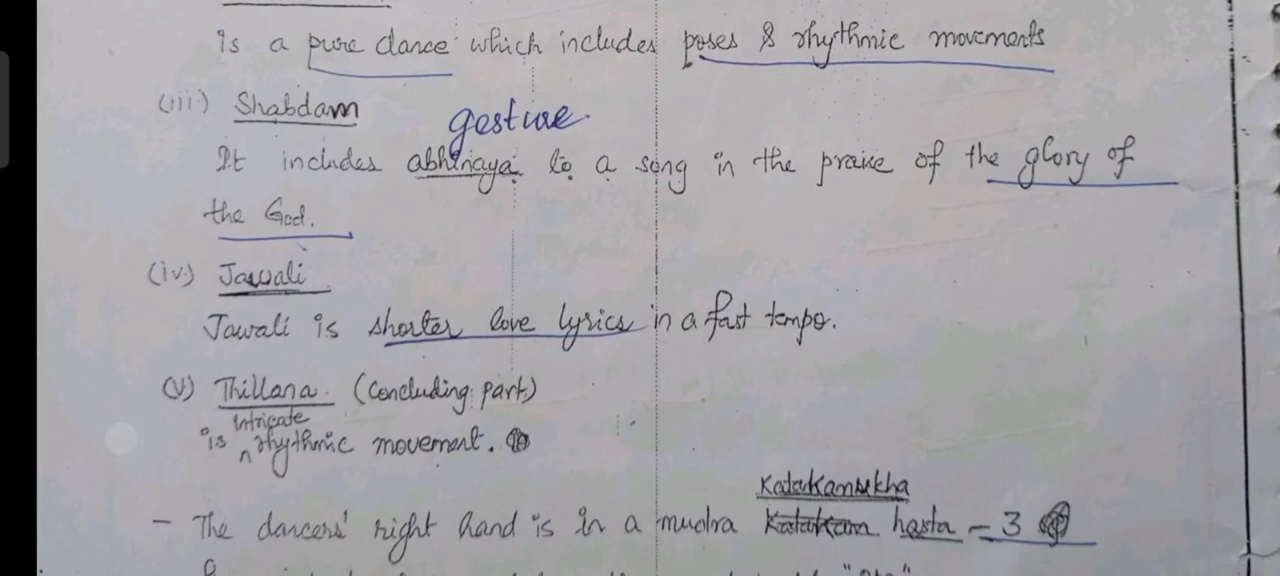 is a pure dance which includes poses & rhythmic movements
(iii) Shabdam
gesture.
It includes abhinaya to a song in the praise of the glory of
the God.
(iv) Jawali
Jawali is shorter love lyrics in a fast tempo.
(v) Thillana. (Concluding part)
intricate
is rhythmic movement.
Katakamukha
- The dancers' right hand is in a mudra Katakam hasta - 3